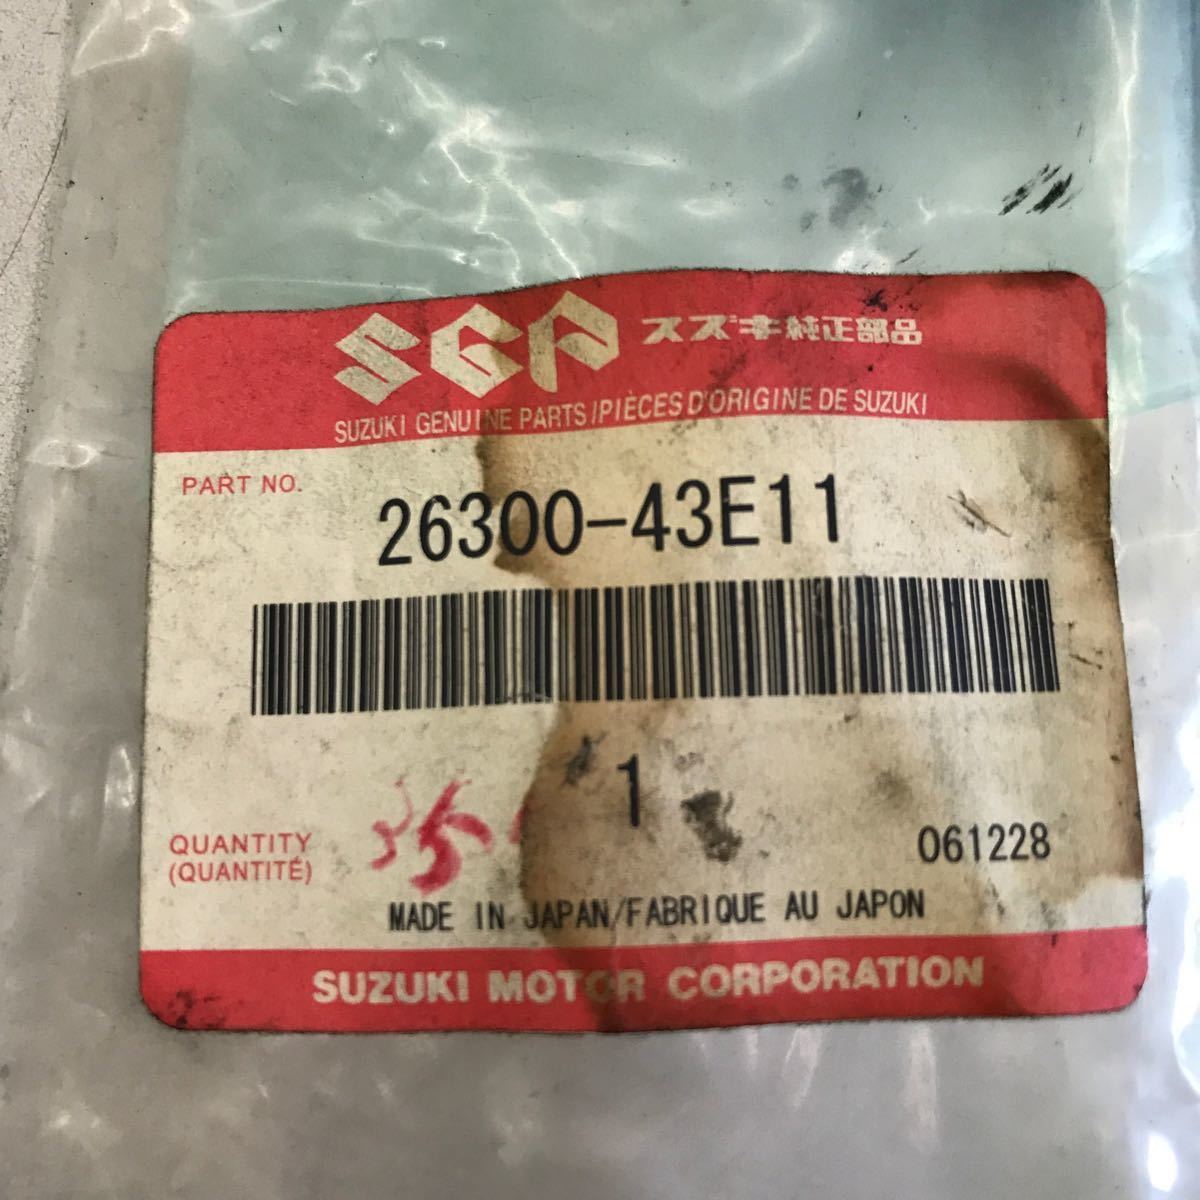 SGP スズキ純正部品
SUZUKI GENUINE PARTS/PIÈCES D'ORIGINE DE SUZUKI
PART NO. 26300-43E11
1
QUANTITY
(QUANTITÉ)
061228
MADE IN JAPAN/FABRIQUE AU JAPON
SUZUKI MOTOR CORPORATION